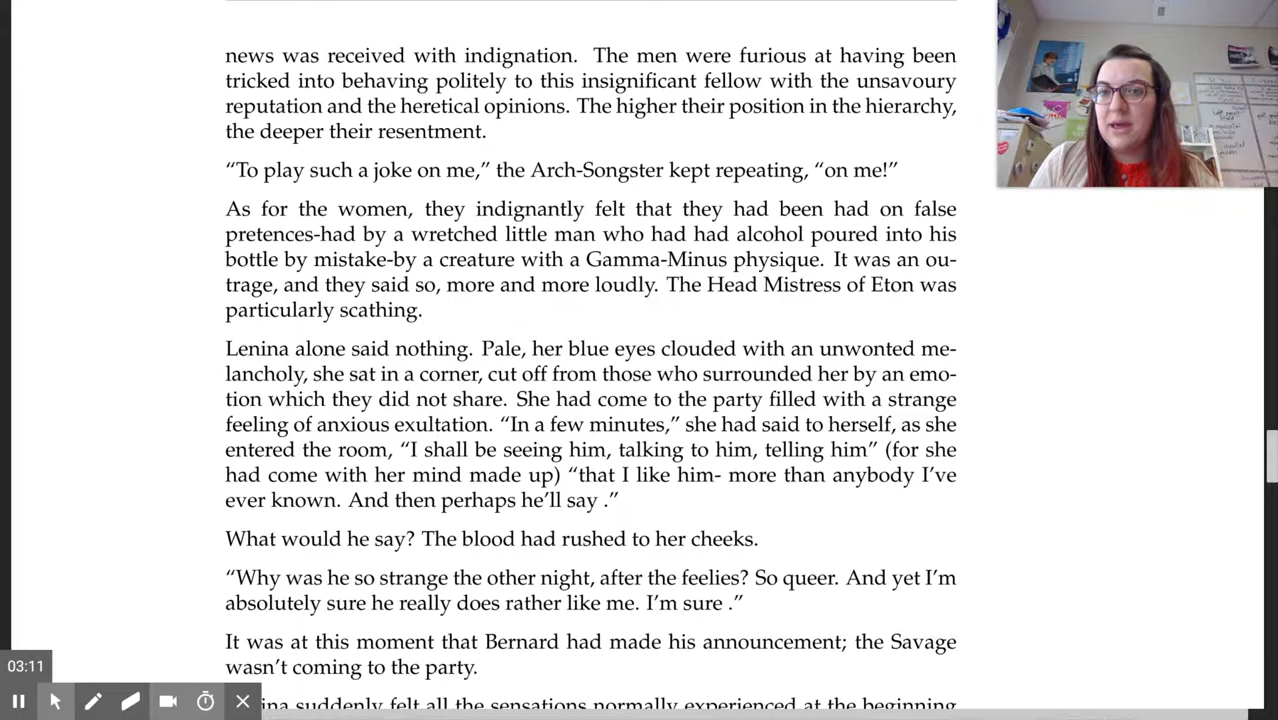 news was received with indignation. The men were furious at having been
tricked into behaving politely to this insignificant fellow with the unsavoury
reputation and the heretical opinions. The higher their position in the hierarchy,
the deeper their resentment.
“To play such a joke on me,” the Arch-Songster kept repeating, “on me!”
As for the women, they indignantly felt that they had been had on false
pretences-had by a wretched little man who had had alcohol poured into his
bottle by mistake-by a creature with a Gamma-Minus physique. It was an ou-
trage, and they said so, more and more loudly. The Head Mistress of Eton was
particularly scathing.
Lenina alone said nothing. Pale, her blue eyes clouded with an unwonted me-
lancholy, she sat in a corner, cut off from those who surrounded her by an emo-
tion which they did not share. She had come to the party filled with a strange
feeling of anxious exultation. “In a few minutes,” she had said to herself, as she
entered the room, “I shall be seeing him, talking to him, telling him” (for she
had come with her mind made up) “that I like him- more than anybody I’ve
ever known. And then perhaps he’ll say .”
What would he say? The blood had rushed to her cheeks.
“Why was he so strange the other night, after the feelies? So queer. And yet I’m
absolutely sure he really does rather like me. I’m sure .”
It was at this moment that Bernard had made his announcement; the Savage
wasn’t coming to the party.
suddenly felt all the sensations normally experienced at the beginning
03:11